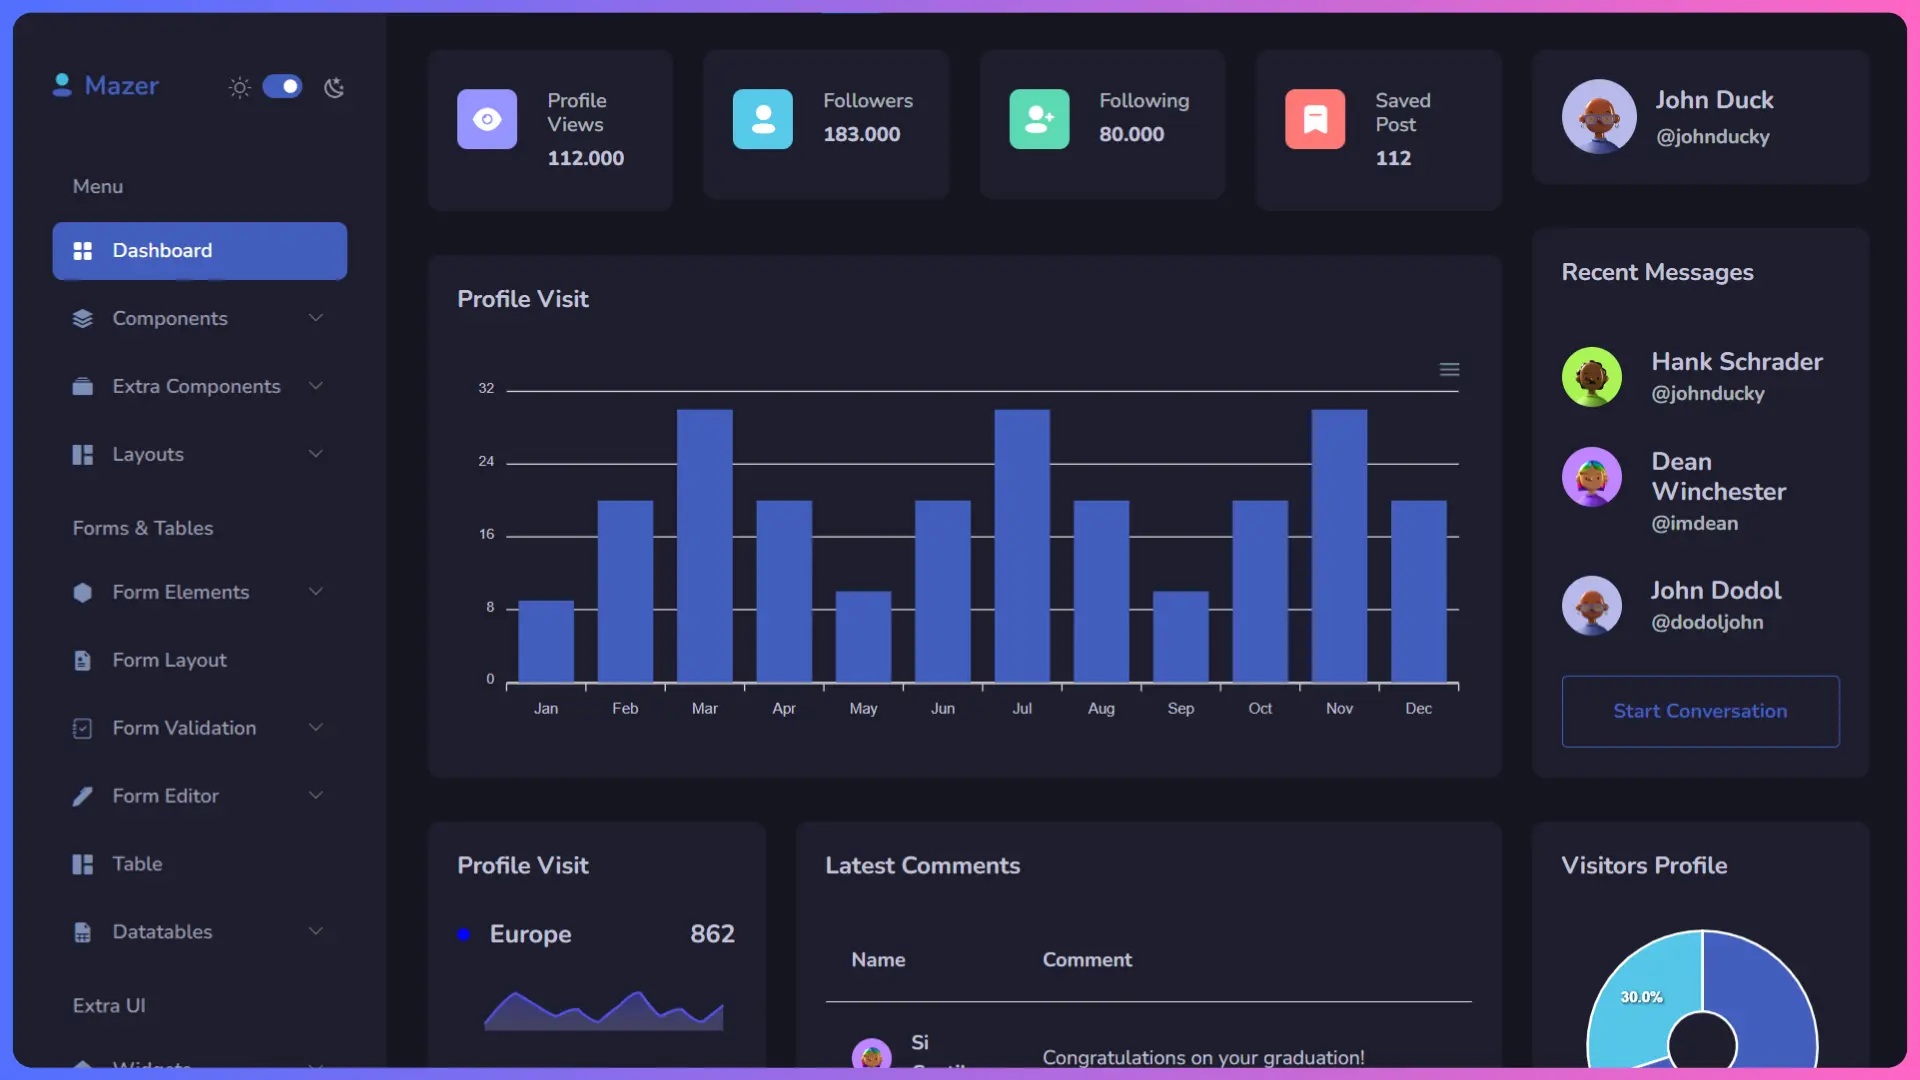 Mazer
Menu
Dashboard
Components
Extra Components
Layouts
Forms & Tables
Form Elements
Form Layout
Form Validation
Form Editor
Table
Datatables
Extra UI
Widgets
Profile
Views
112.000
Followers
183.000
Following
80.000
Saved
Post
112
John Duck
@johnducky
Profile Visit
32
24
16
8
0
Jan Feb Mar Apr May Jun Jul Aug Sep Oct Nov Dec
Recent Messages
Hank Schrader
@johnducky
Dean
Winchester
@imdean
John Dodol
@dodoljohn
Start Conversation
Profile Visit
Europe 862
Latest Comments
Name Comment
Si
Congratulations on your graduation!
Visitors Profile
30.0%